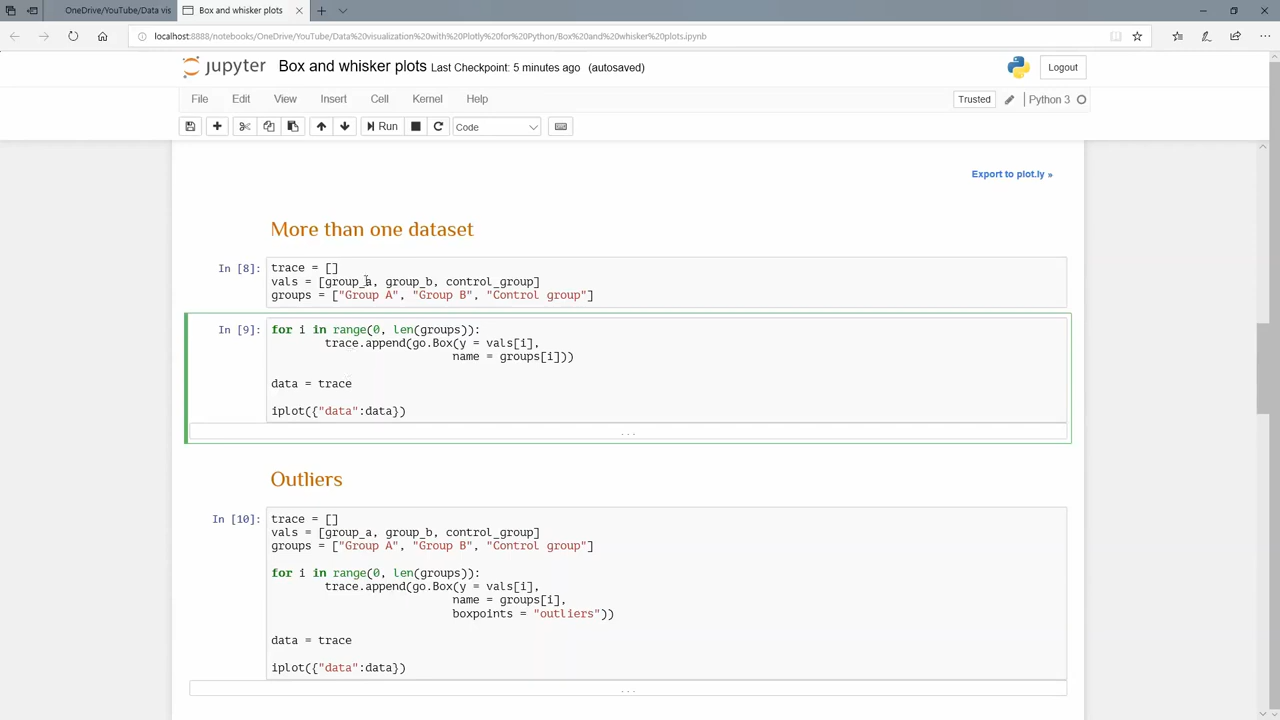 OneDrive/YouTube/Data vis
Box and whisker plots
localhost:8888/notebooks/OneDrive/YouTube/Data%20visualization%20with%20Plotly%20for%20Python/Box%20and%20whisker%20plots.ipynb
jupyter Box and whisker plots Last Checkpoint: 5 minutes ago (autosaved)
Logout
File Edit View Insert Cell Kernel Help
Trusted
Python 3
Run
Code
Export to plot.ly »
More than one dataset
In [8]:
trace = []
vals = [group_a, group_b, control_group]
groups = ["Group A", "Group B", "Control group"]
In [9]:
for i in range(0, len(groups)):
        trace.append(go.Box(y = vals[i],
                           name = groups[i]))
data = trace
iplot({"data":data})
...
Outliers
In [10]:
trace = []
vals = [group_a, group_b, control_group]
groups = ["Group A", "Group B", "Control group"]
for i in range(0, len(groups)):
        trace.append(go.Box(y = vals[i],
                           name = groups[i],
                           boxpoints = "outliers"))
data = trace
iplot({"data":data})
...